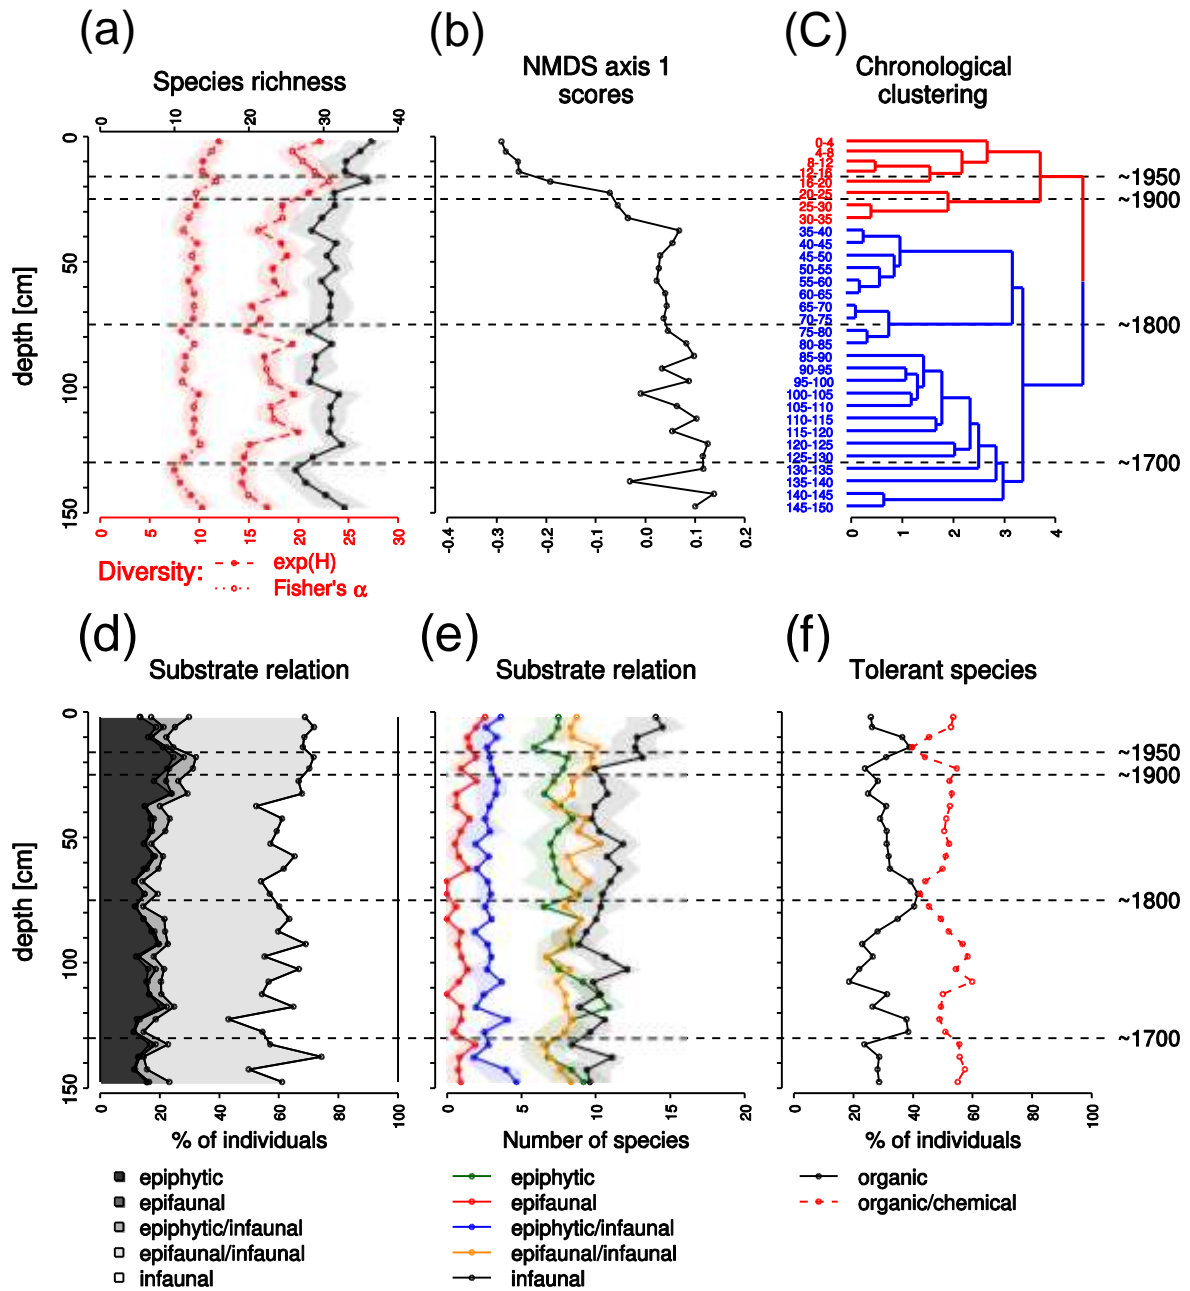 (a)
(b)
(C)
Species richness
NMDS axis 1
scores
Chronological
clustering
0 10 20 30 40
depth [cm]
0
50
100
150
0-4
4-8
8-12
12-16
16-20
20-25
25-30
30-35
35-40
40-45
45-50
50-55
55-60
60-65
65-70
70-75
75-80
80-85
85-90
90-95
95-100
100-105
105-110
110-115
115-120
120-125
125-130
130-135
135-140
140-145
145-150
~1950
~1900
~1800
~1700
0 5 10 15 20 25 30
-0.4 -0.3 -0.2 -0.1 0.0 0.1 0.2
0 1 2 3 4
Diversity:
exp(H)
Fisher's α
(d)
(e)
(f)
Substrate relation
Substrate relation
Tolerant species
depth [cm]
0
50
100
150
~1950
~1900
~1800
~1700
0 20 40 60 80 100
0 5 10 15 20
0 20 40 60 80 100
% of individuals
Number of species
% of individuals
epiphytic
epifaunal
epiphytic/infaunal
epifaunal/infaunal
infaunal
epiphytic
epifaunal
epiphytic/infaunal
epifaunal/infaunal
infaunal
organic
organic/chemical